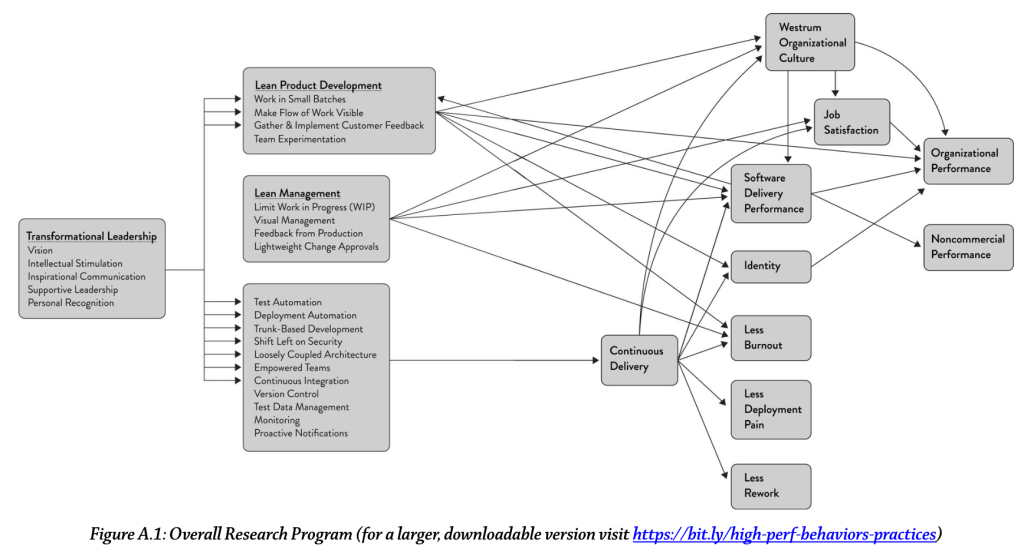 Transformational Leadership
Vision
Intellectual Stimulation
Inspirational Communication
Supportive Leadership
Personal Recognition
Lean Product Development
Work in Small Batches
Make Flow of Work Visible
Gather & Implement Customer Feedback
Team Experimentation
Lean Management
Limit Work in Progress (WIP)
Visual Management
Feedback from Production
Lightweight Change Approvals
Test Automation
Deployment Automation
Trunk-Based Development
Shift Left on Security
Loosely Coupled Architecture
Empowered Teams
Continuous Integration
Version Control
Test Data Management
Monitoring
Proactive Notifications
Continuous
Delivery
Westrum
Organizational
Culture
Job
Satisfaction
Software
Delivery
Performance
Identity
Less
Burnout
Less
Deployment
Pain
Less
Rework
Organizational
Performance
Noncommercial
Performance
Figure A.1: Overall Research Program (for a larger, downloadable version visit https://bit.ly/high-perf-behaviors-practices)